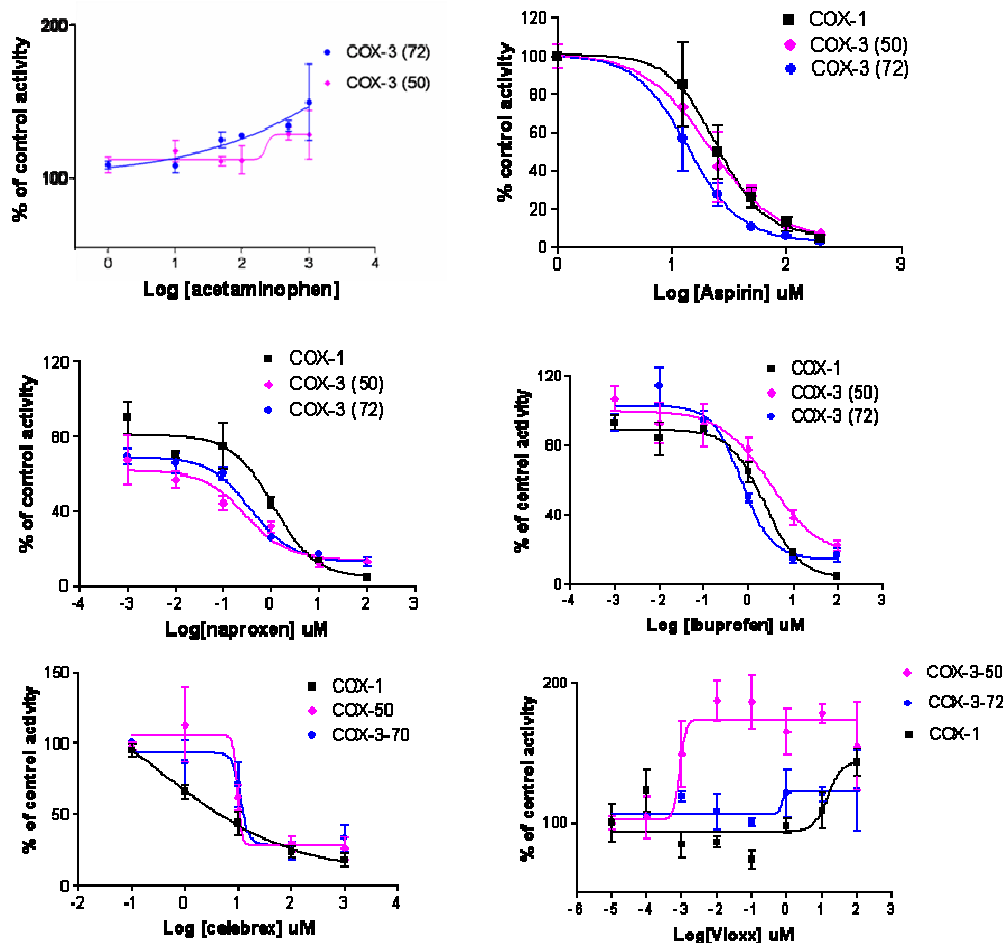 200
100
% of control activity
COX-3 (72)
COX-3 (50)
0 1 2 3 4
Log [acetaminophen]
120
100
80
60
40
20
0
% control activity
COX-1
COX-3 (50)
COX-3 (72)
0 1 2 3
Log [Aspirin] uM
120
80
40
0
% of control activity
COX-1
COX-3 (50)
COX-3 (72)
-4 -3 -2 -1 0 1 2 3
Log[naproxen] uM
120
80
40
0
% of control activity
COX-1
COX-3 (50)
COX-3 (72)
-4 -3 -2 -1 0 1 2 3
Log [Ibuprofen] uM
150
100
50
0
% of control activity
COX-1
COX-50
COX-3-70
-2 -1 0 1 2 3 4
Log [celebrex] uM
200
100
% of control activity
COX-3-50
COX-3-72
COX-1
-6 -5 -4 -3 -2 -1 0 1 2 3
Log[Vioxx] uM